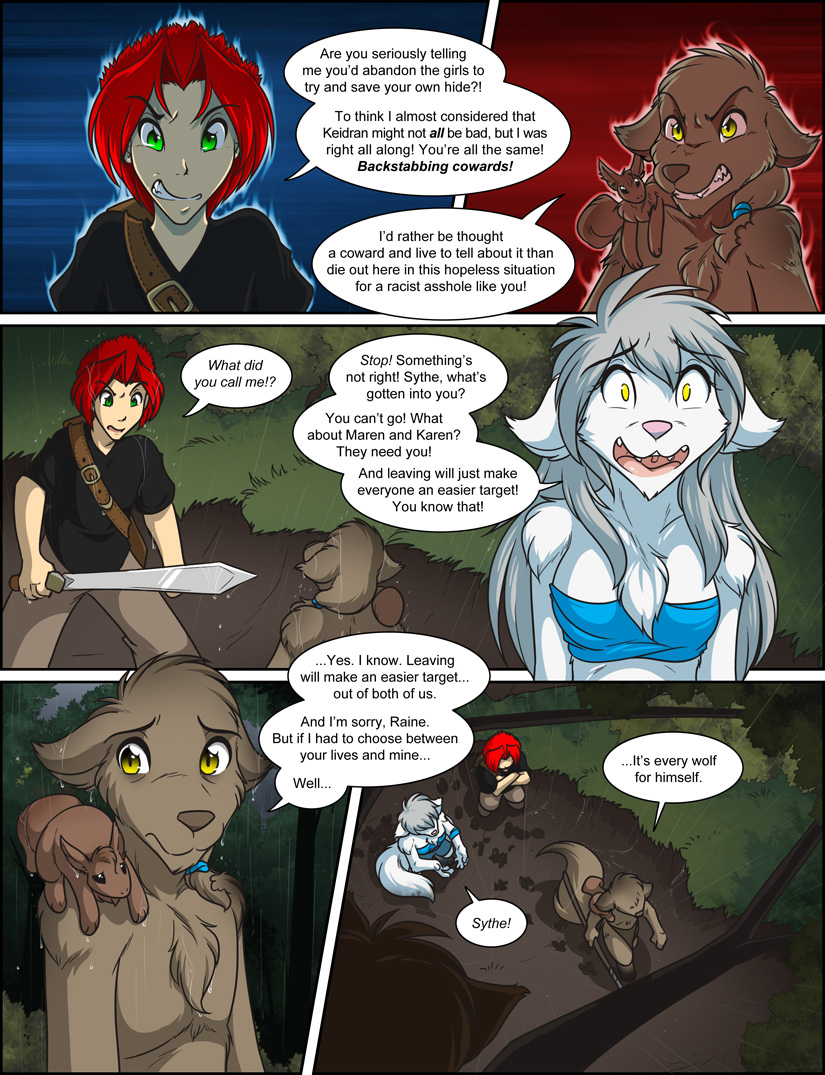 Are you seriously telling
me you'd abandon the girls to
try and save your own hide?!
To think I almost considered that
Keidran might not all be bad, but I was
right all along! You're all the same!
Backstabbing cowards!
I'd rather be thought
a coward and live to tell about it than
die out here in this hopeless situation
for a racist asshole like you!
What did
you call me!?
Stop! Something's
not right! Sythe, what's
gotten into you?
You can't go! What
about Maren and Karen?
They need you!
And leaving will just make
everyone an easier target!
You know that!
...Yes. I know. Leaving
will make an easier target...
out of both of us.
And I'm sorry, Raine.
But if I had to choose between
your lives and mine...
Well...
...It's every wolf
for himself.
Sythe!